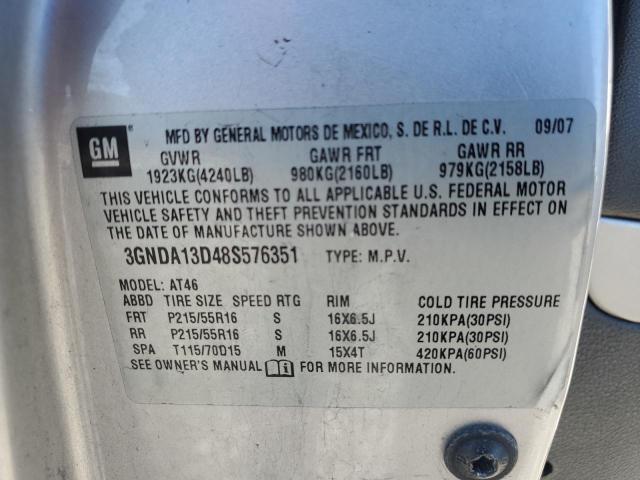 GM
MFD BY GENERAL MOTORS DE MEXICO, S. DE R.L. DE C.V. 09/07
GVWR GAWR FRT GAWR RR
1923KG(4240LB) 980KG(2160LB) 979KG(2158LB)
THIS VEHICLE CONFORMS TO ALL APPLICABLE U.S. FEDERAL MOTOR
VEHICLE SAFETY AND THEFT PREVENTION STANDARDS IN EFFECT ON
THE DATE OF MANUFACTURE SHOWN ABOVE.
3GNDA13D48S576351 TYPE: M.P.V.
MODEL: AT46
ABBD TIRE SIZE SPEED RTG RIM COLD TIRE PRESSURE
FRT P215/55R16 S 16X6.5J 210KPA(30PSI)
RR P215/55R16 S 16X6.5J 210KPA(30PSI)
SPA T115/70D15 M 15X4T 420KPA(60PSI)
SEE OWNER'S MANUAL i FOR MORE INFORMATION.